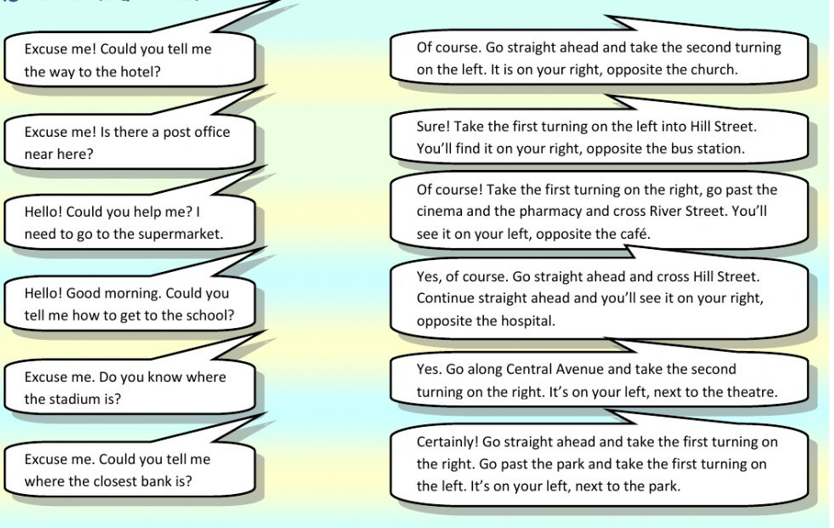 Excuse me! Could you tell me
the way to the hotel?
Of course. Go straight ahead and take the second turning
on the left. It is on your right, opposite the church.
Excuse me! Is there a post office
near here?
Sure! Take the first turning on the left into Hill Street.
You'll find it on your right, opposite the bus station.
Hello! Could you help me? I
need to go to the supermarket.
Of course! Take the first turning on the right, go past the
cinema and the pharmacy and cross River Street. You'll
see it on your left, opposite the café.
Hello! Good morning. Could you
tell me how to get to the school?
Yes, of course. Go straight ahead and cross Hill Street.
Continue straight ahead and you'll see it on your right,
opposite the hospital.
Excuse me. Do you know where
the stadium is?
Yes. Go along Central Avenue and take the second
turning on the right. It's on your left, next to the theatre.
Excuse me. Could you tell me
where the closest bank is?
Certainly! Go straight ahead and take the first turning on
the right. Go past the park and take the first turning on
the left. It's on your left, next to the park.